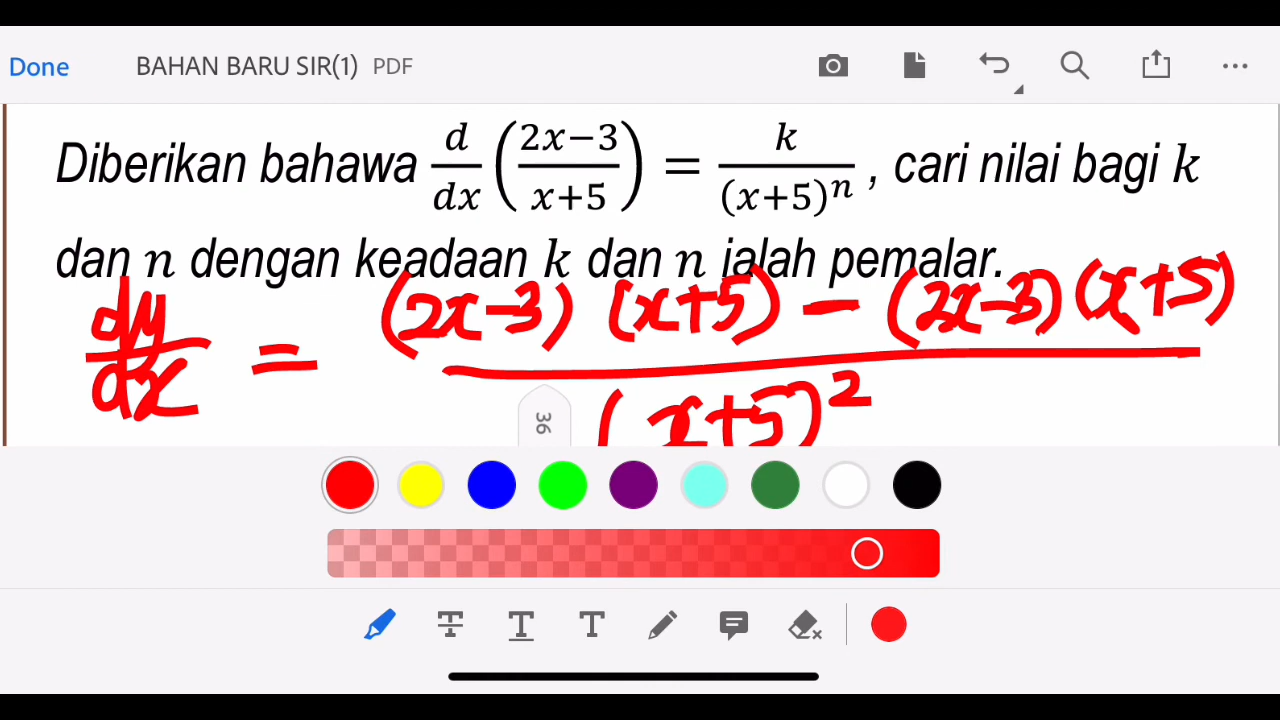 Done BAHAN BARU SIR(1) PDF
Diberikan bahawa d/dx ((2x−3)/(x+5)) = k/(x+5)ⁿ , cari nilai bagi k
dan n dengan keadaan k dan n ialah pemalar.
dy/dx = ((2x-3) (x+5) - (2x-3)(x+5))/(x+5)²
36
T T T